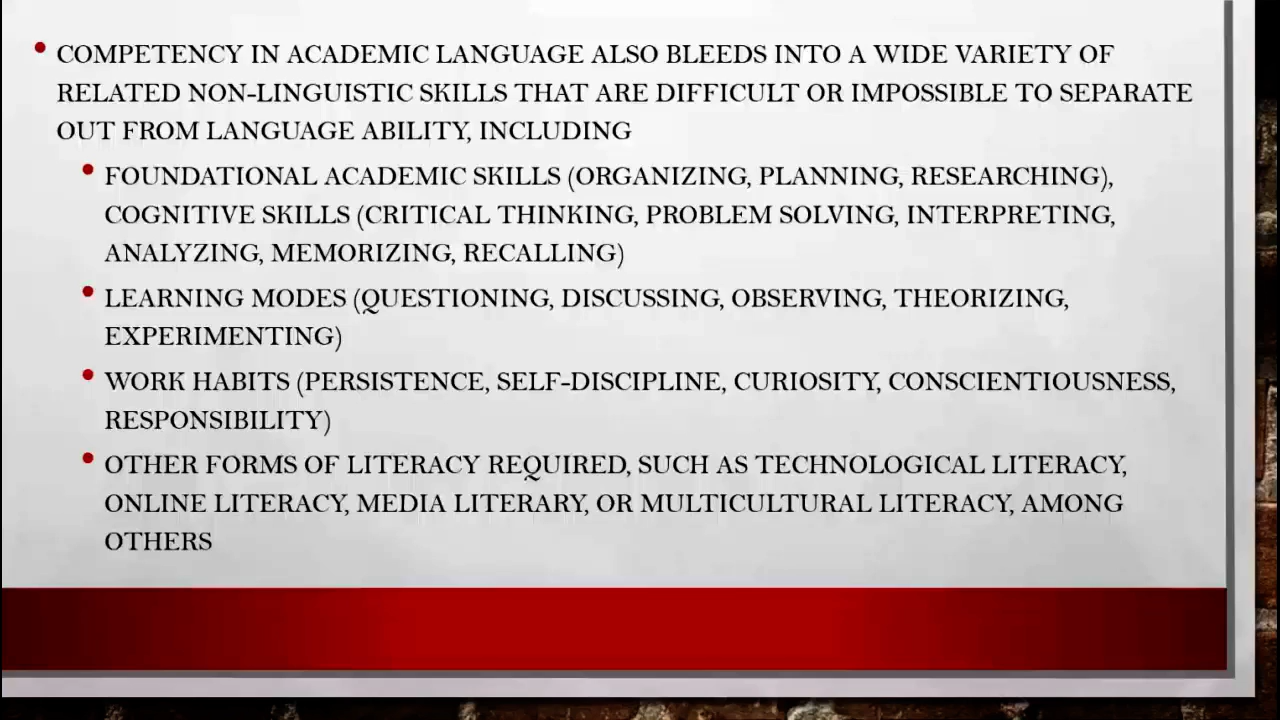 • COMPETENCY IN ACADEMIC LANGUAGE ALSO BLEEDS INTO A WIDE VARIETY OF
RELATED NON-LINGUISTIC SKILLS THAT ARE DIFFICULT OR IMPOSSIBLE TO SEPARATE
OUT FROM LANGUAGE ABILITY, INCLUDING
• FOUNDATIONAL ACADEMIC SKILLS (ORGANIZING, PLANNING, RESEARCHING),
COGNITIVE SKILLS (CRITICAL THINKING, PROBLEM SOLVING, INTERPRETING,
ANALYZING, MEMORIZING, RECALLING)
• LEARNING MODES (QUESTIONING, DISCUSSING, OBSERVING, THEORIZING,
EXPERIMENTING)
• WORK HABITS (PERSISTENCE, SELF-DISCIPLINE, CURIOSITY, CONSCIENTIOUSNESS,
RESPONSIBILITY)
• OTHER FORMS OF LITERACY REQUIRED, SUCH AS TECHNOLOGICAL LITERACY,
ONLINE LITERACY, MEDIA LITERARY, OR MULTICULTURAL LITERACY, AMONG
OTHERS